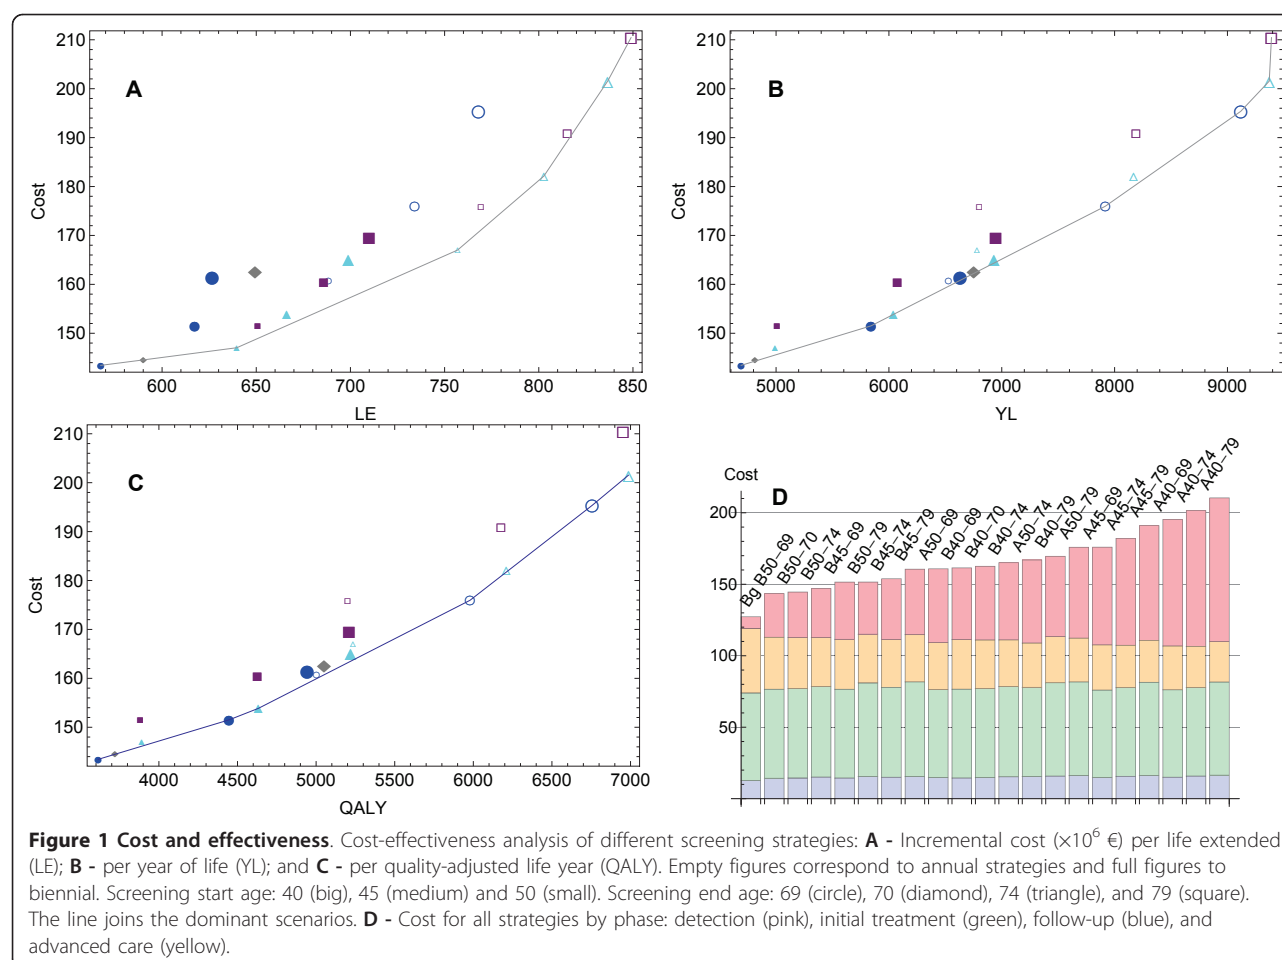 A
210
200
190
180
170
160
150
Cost
600
650
700
750
800
850
LE
B
210
200
190
180
170
160
150
Cost
5000
6000
7000
8000
9000
YL
C
210
200
190
180
170
160
150
Cost
4000
4500
5000
5500
6000
6500
7000
QALY
Cost
D
200
150
100
50
Bg
B50–69
B50–70
B50–74
B45–69
B50–79
B45–74
B45–79
A50–69
B40–69
B40–70
B40–74
A50–74
B40–79
A50–79
A45–69
A45–74
A45–79
A40–69
A40–74
A40–79
Figure 1 Cost and effectiveness. Cost-effectiveness analysis of different screening strategies: A - Incremental cost (×10⁶ €) per life extended
(LE); B - per year of life (YL); and C - per quality-adjusted life year (QALY). Empty figures correspond to annual strategies and full figures to
biennial. Screening start age: 40 (big), 45 (medium) and 50 (small). Screening end age: 69 (circle), 70 (diamond), 74 (triangle), and 79 (square).
The line joins the dominant scenarios. D - Cost for all strategies by phase: detection (pink), initial treatment (green), follow-up (blue), and
advanced care (yellow).